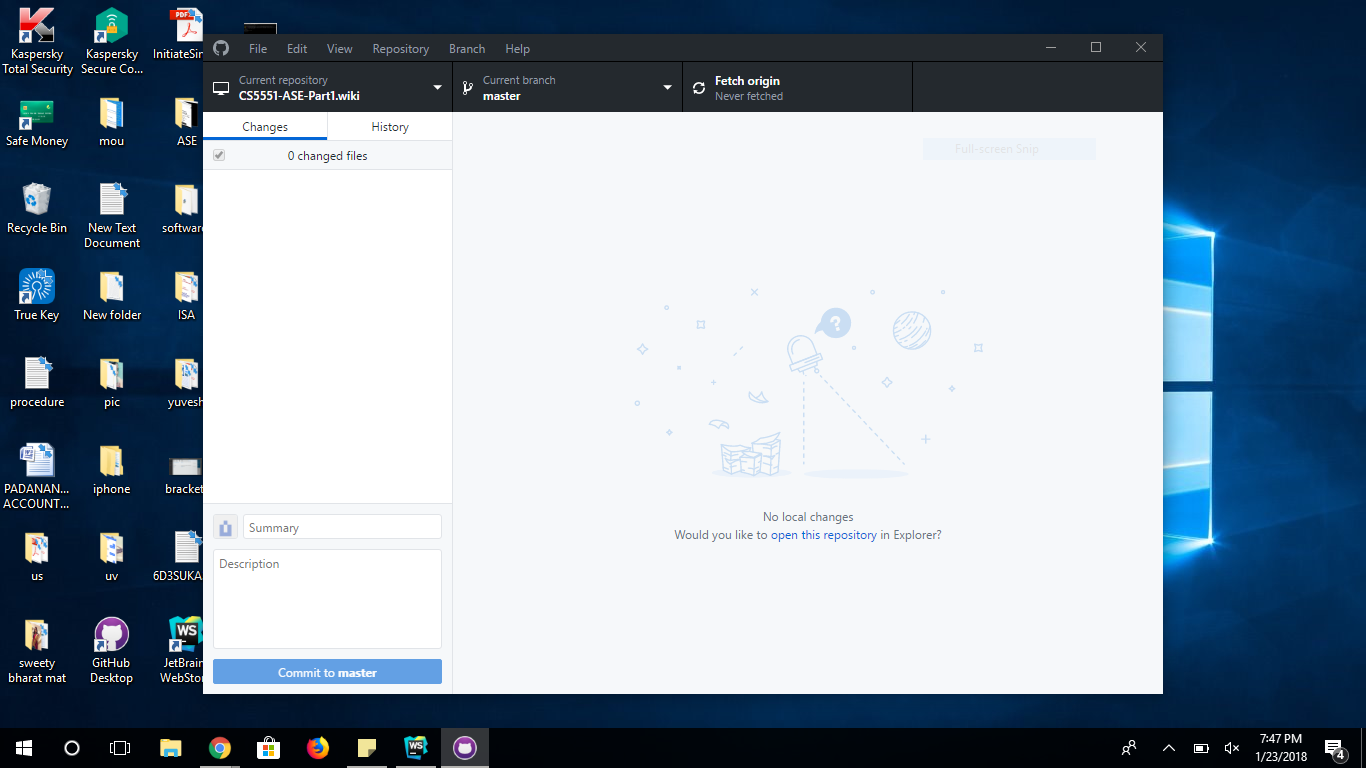 Kaspersky
Total Security
Kaspersky
Secure Co...
PDF
InitiateSin
Safe Money
mou
ASE
Recycle Bin
New Text
Document
software
True Key
New folder
ISA
procedure
pic
yuvesh
PADANAN...
ACCOUNT...
iphone
bracket
us
uv
6D3SUKA
sweety
bharat mat
GitHub
Desktop
WS
JetBrain
WebStor
File Edit View Repository Branch Help
Current repository
CS5551-ASE-Part1.wiki
Current branch
master
Fetch origin
Never fetched
Changes
History
0 changed files
Full-screen Snip
?
No local changes
Would you like to open this repository in Explorer?
Summary
Description
Commit to master
WS
7:47 PM
1/23/2018
4